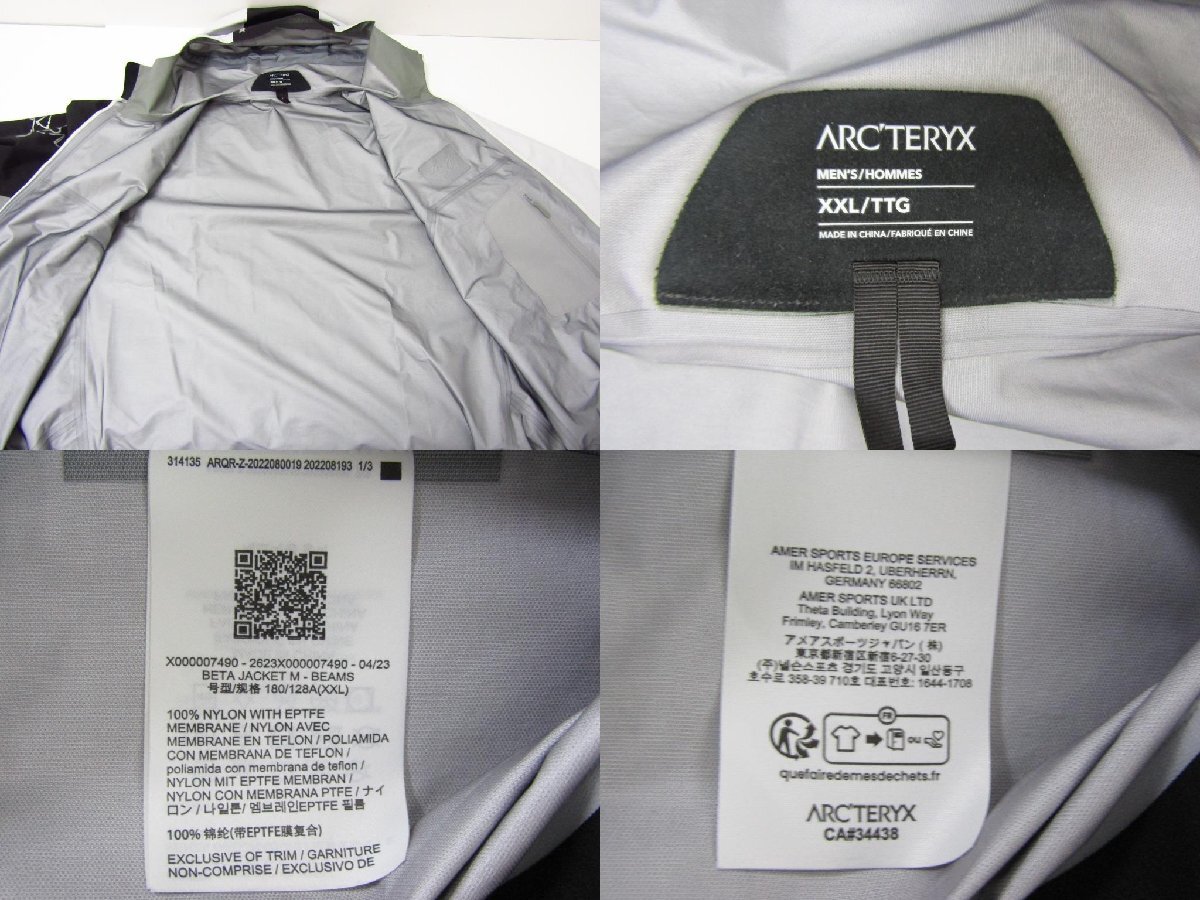 ARC'TERYX
ARC'TERYX
MEN'S/HOMMES
XXL/TTG
MADE IN CHINA/FABRIQUÉ EN CHINE
314135 ARQR-Z-2022080019 202208193 1/3
X000007490 - 2623X000007490 - 04/23
BETA JACKET M - BEAMS
号型/规格 180/128A(XXL)
100% NYLON WITH EPTFE
MEMBRANE / NYLON AVEC
MEMBRANE EN TEFLON / POLIAMIDA
CON MEMBRANA DE TEFLON /
poliamida con membrana de teflon /
NYLON MIT EPTFE MEMBRAN /
NYLON CON MEMBRANA PTFE / ナイ
ロン / 나일론/ 멤브레인EPTFE 필름
100% 锦纶(带EPTFE膜复合)
EXCLUSIVE OF TRIM / GARNITURE
NON-COMPRISE / EXCLUSIVO DE
AMER SPORTS EUROPE SERVICES
IM HASFELD 2, UBERHERRN,
GERMANY 66802
AMER SPORTS UK LTD
Theta Building, Lyon Way
Frimley, Camberley GU16 7ER
アメアスポーツジャパン ( 株 )
東京都新宿区新宿6-27-30
(주)넬슨스포츠 경기도 고양시 일산동구
호수로 358-39 710호 대표번호: 1644-1708
FR
ou
quefairedemesdechets.fr
ARC'TERYX
CA#34438